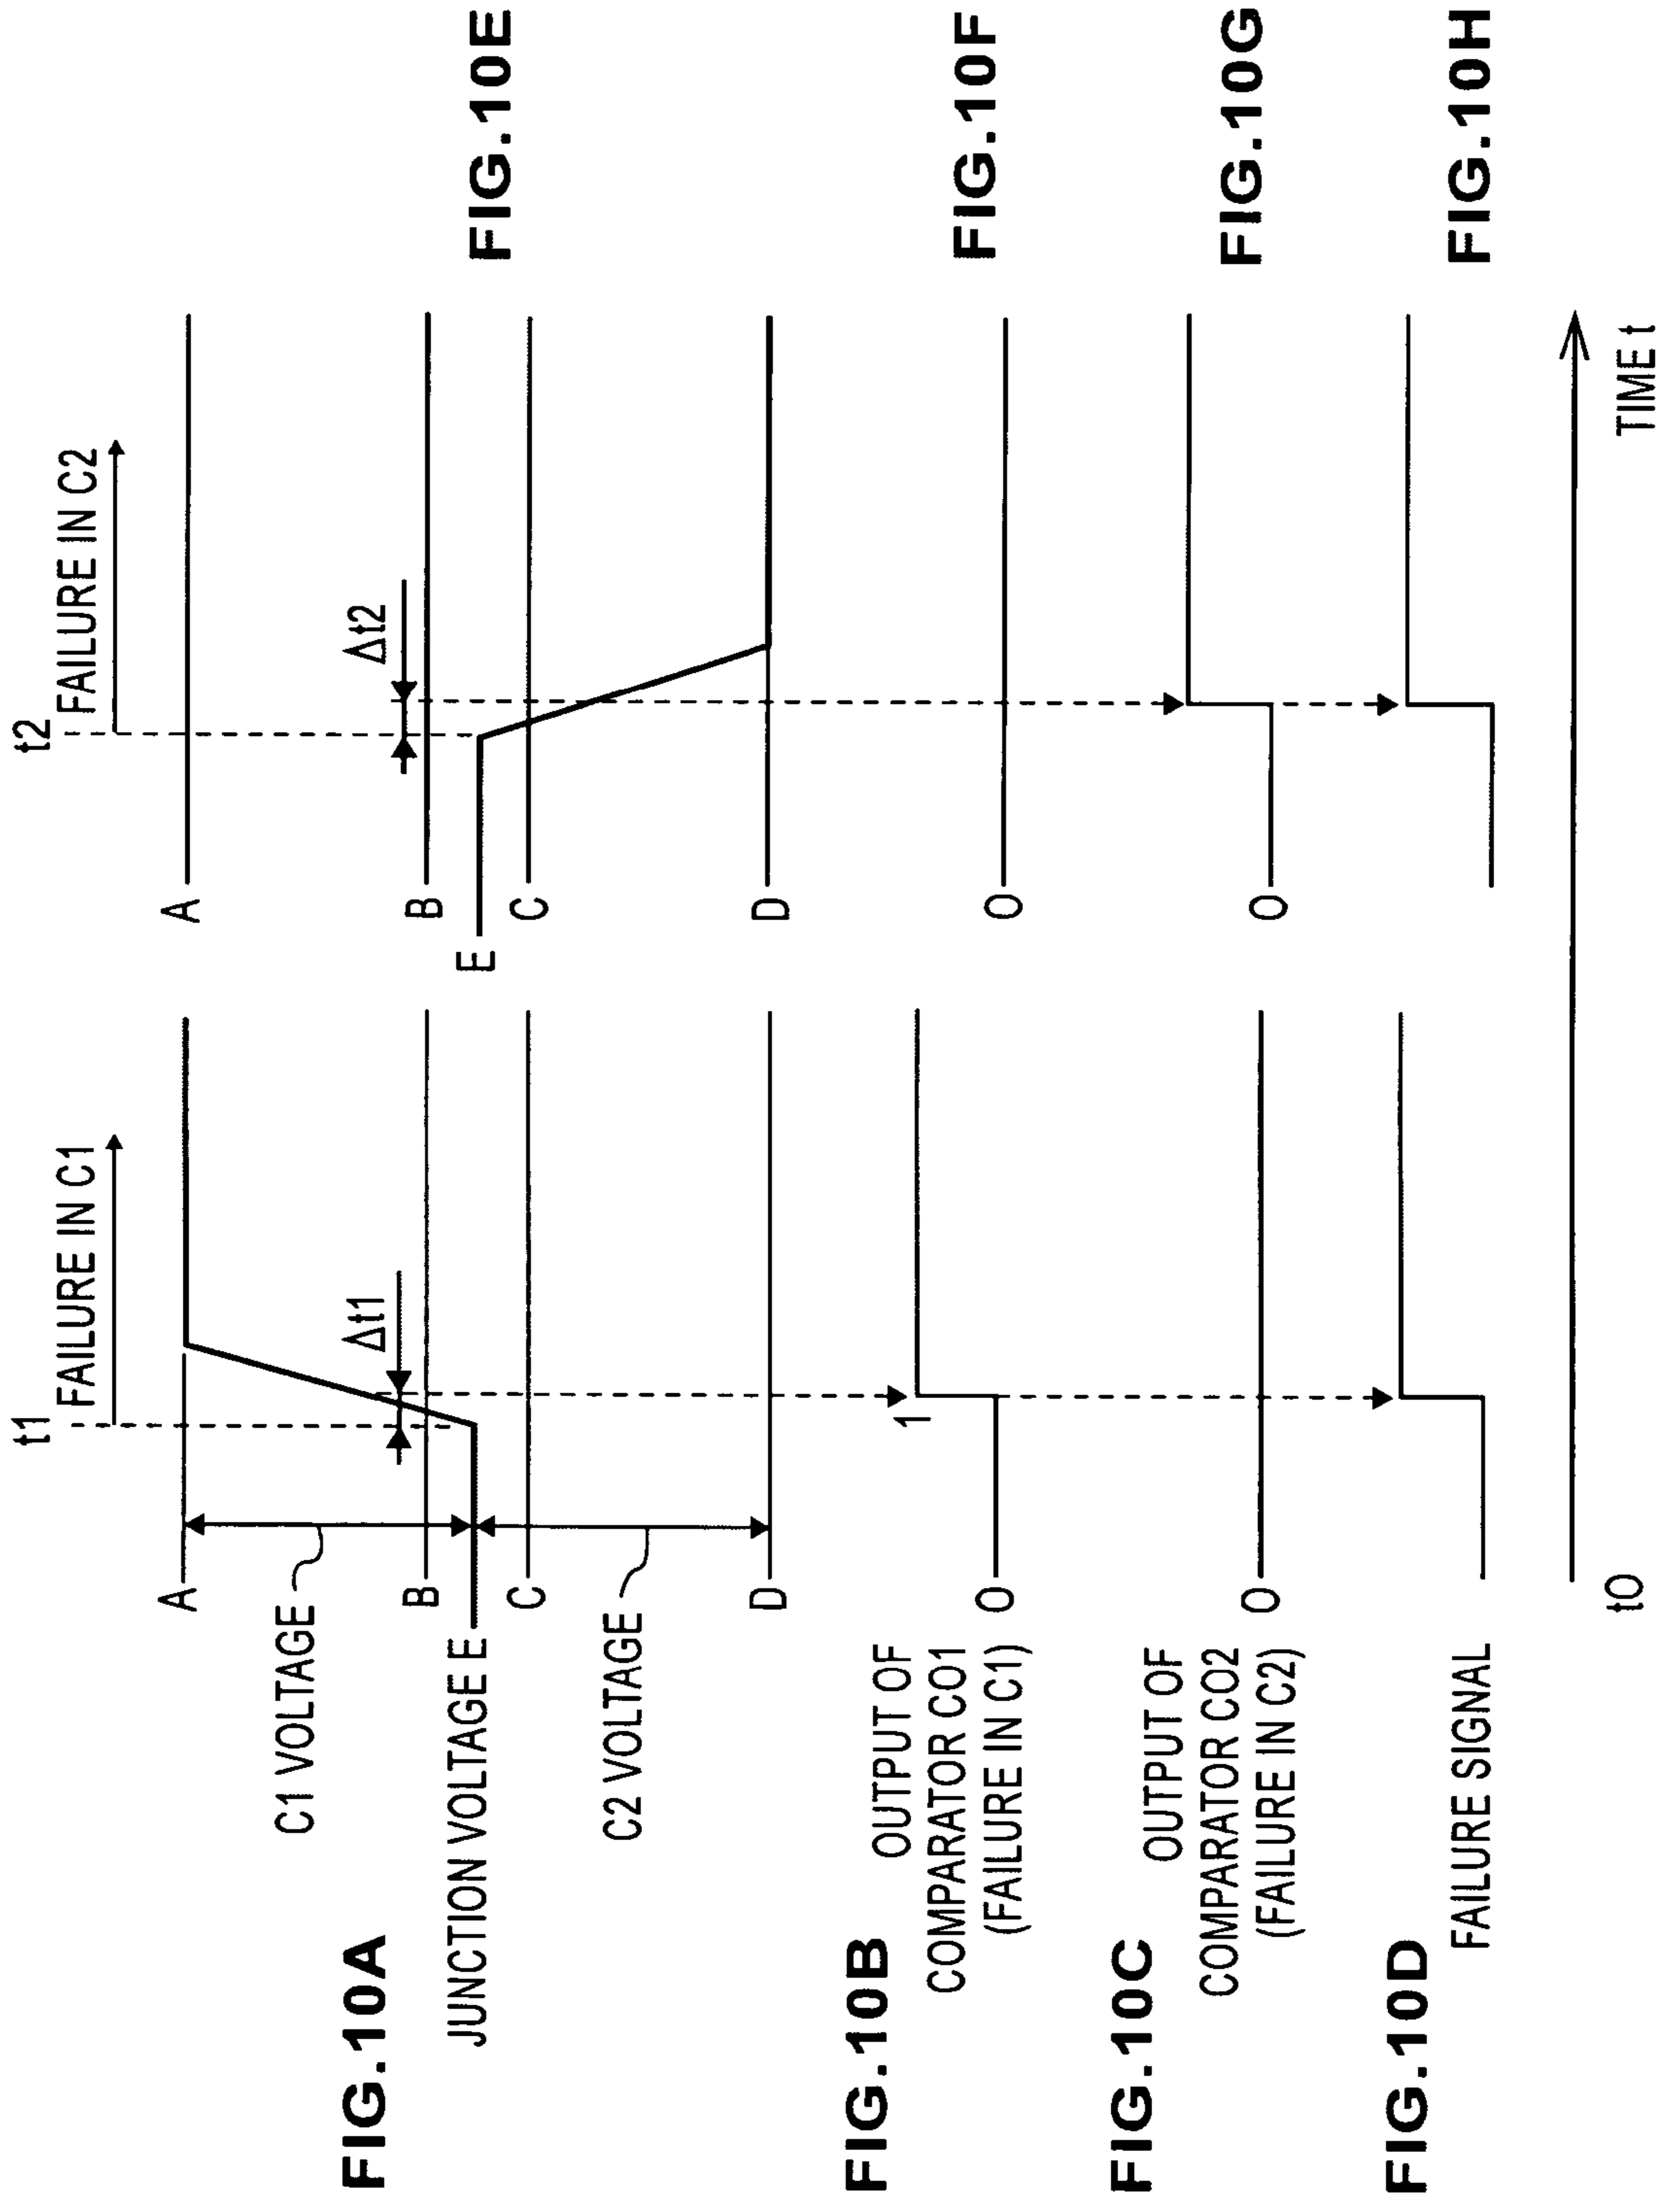 t1
FAILURE IN C1
t2
FAILURE IN C2
FIG.10A
C1 VOLTAGE
A
A
Δt1
Δt2
B
B
JUNCTION VOLTAGE E
E
FIG.10E
C
C
C2 VOLTAGE
D
D
FIG.10B
OUTPUT OF
COMPARATOR CO1
(FAILURE IN C1)
1
0
0
FIG.10F
FIG.10C
OUTPUT OF
COMPARATOR CO2
(FAILURE IN C2)
0
0
FIG.10G
FIG.10D
FAILURE SIGNAL
FIG.10H
t0
TIME t